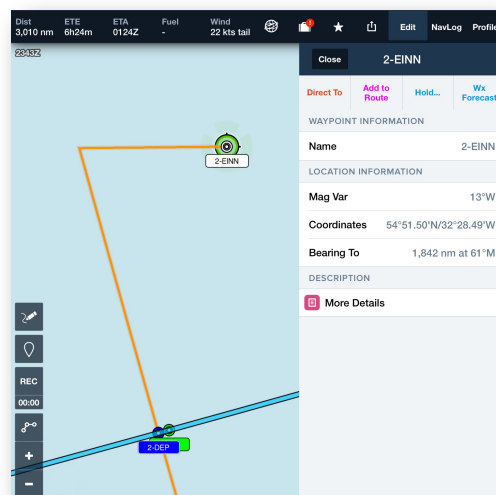 Dist ETE ETA Fuel Wind
3,010 nm 6h24m 0124Z - 22 kts tail
Edit NavLog Profile
2343Z
Close 2-EINN
Direct To Add to Route Hold... Wx Forecast
WAYPOINT INFORMATION
Name 2-EINN
LOCATION INFORMATION
Mag Var 13°W
Coordinates 54°51.50'N/32°28.49'W
Bearing To 1,842 nm at 61°M
DESCRIPTION
More Details
2-EINN
REC
00:00
2-DEP